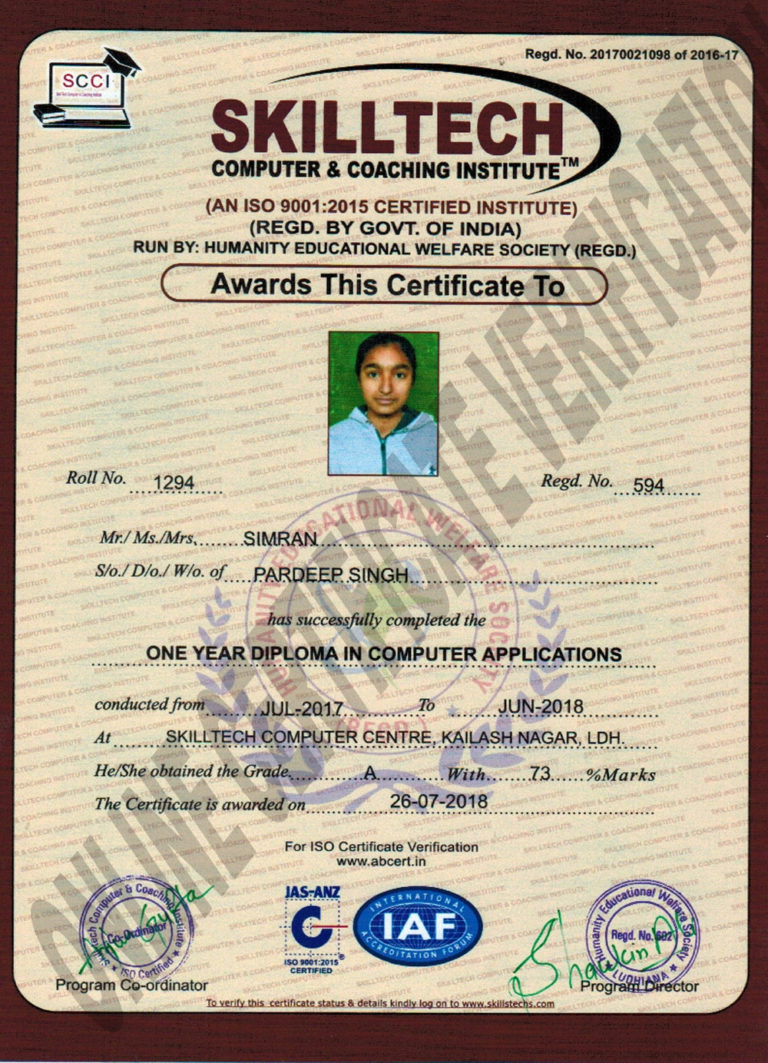 Regd. No. 20170021098 of 2016-17
SCCI
SKILLTECH
COMPUTER & COACHING INSTITUTE™
(AN ISO 9001:2015 CERTIFIED INSTITUTE)
(REGD. BY GOVT. OF INDIA)
RUN BY: HUMANITY EDUCATIONAL WELFARE SOCIETY (REGD.)
Awards This Certificate To
Roll No. 1294
Regd. No. 594
Mr./ Ms./Mrs. SIMRAN
S/o./ D/o./ W/o. of PARDEEP SINGH
has successfully completed the
ONE YEAR DIPLOMA IN COMPUTER APPLICATIONS
conducted from JUL-2017 To JUN-2018
At SKILLTECH COMPUTER CENTRE, KAILASH NAGAR, LDH.
He/She obtained the Grade A With 73 %Marks
The Certificate is awarded on 26-07-2018
HUMANITY EDUCATIONAL WELFARE SOCIETY
(REGD.)
ONLINE CERTIFICATE VERIFICATION
For ISO Certificate Verification
www.abcert.in
JAS-ANZ
C
ISO 9001:2015
CERTIFIED
INTERNATIONAL
IAF
ACCREDITATION FORUM
Computer & Coaching Institute
Co-Ordinator
ISO Certified
Humanity Educational Welfare Society
Regd. No. 602
LUDHIANA
Program Co-ordinator
Program Director
To verify this certificate status & details kindly log on to www.skillstechs.com